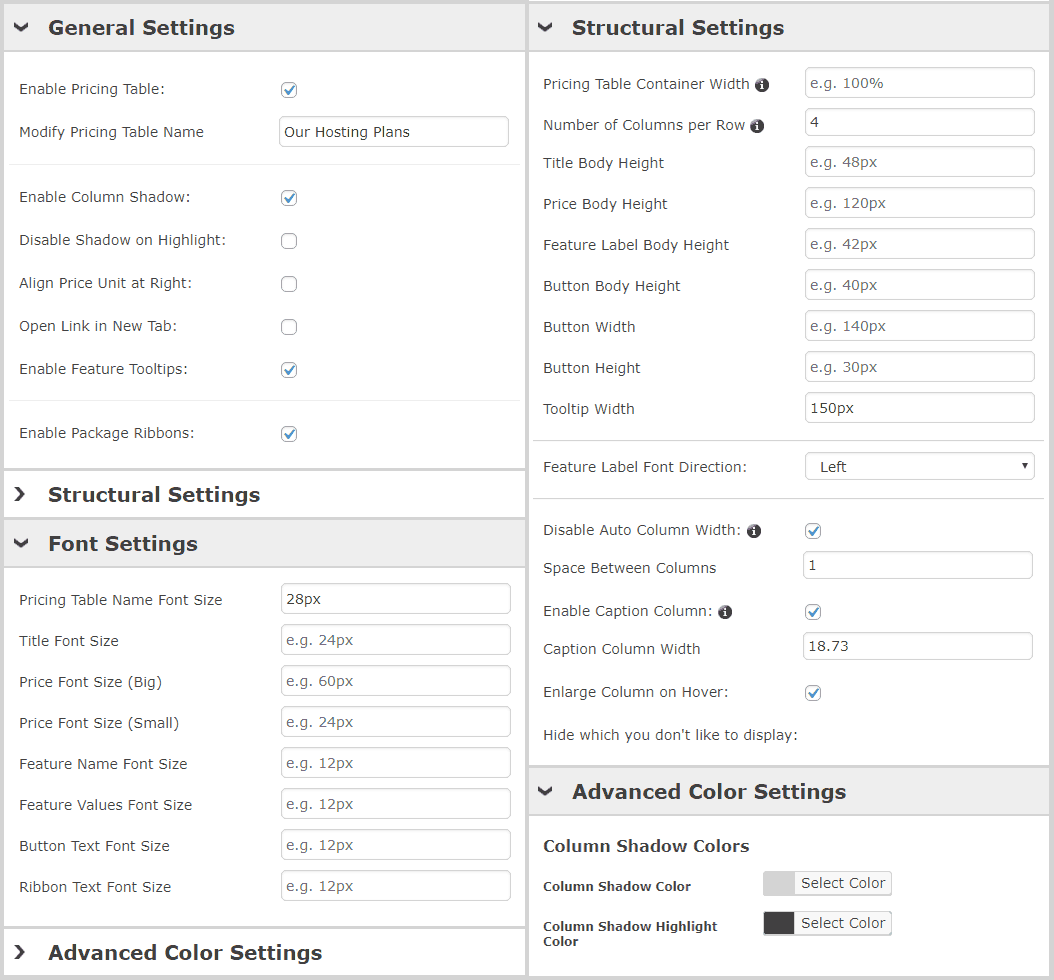 General Settings
Enable Pricing Table:
Modify Pricing Table Name Our Hosting Plans
Enable Column Shadow:
Disable Shadow on Highlight:
Align Price Unit at Right:
Open Link in New Tab:
Enable Feature Tooltips:
Enable Package Ribbons:
Structural Settings
Font Settings
Pricing Table Name Font Size 28px
Title Font Size e.g. 24px
Price Font Size (Big) e.g. 60px
Price Font Size (Small) e.g. 24px
Feature Name Font Size e.g. 12px
Feature Values Font Size e.g. 12px
Button Text Font Size e.g. 12px
Ribbon Text Font Size e.g. 12px
Advanced Color Settings
Structural Settings
Pricing Table Container Width e.g. 100%
Number of Columns per Row 4
Title Body Height e.g. 48px
Price Body Height e.g. 120px
Feature Label Body Height e.g. 42px
Button Body Height e.g. 40px
Button Width e.g. 140px
Button Height e.g. 30px
Tooltip Width 150px
Feature Label Font Direction: Left
Disable Auto Column Width:
Space Between Columns 1
Enable Caption Column:
Caption Column Width 18.73
Enlarge Column on Hover:
Hide which you don't like to display:
Advanced Color Settings
Column Shadow Colors
Column Shadow Color Select Color
Column Shadow Highlight Select Color
Color